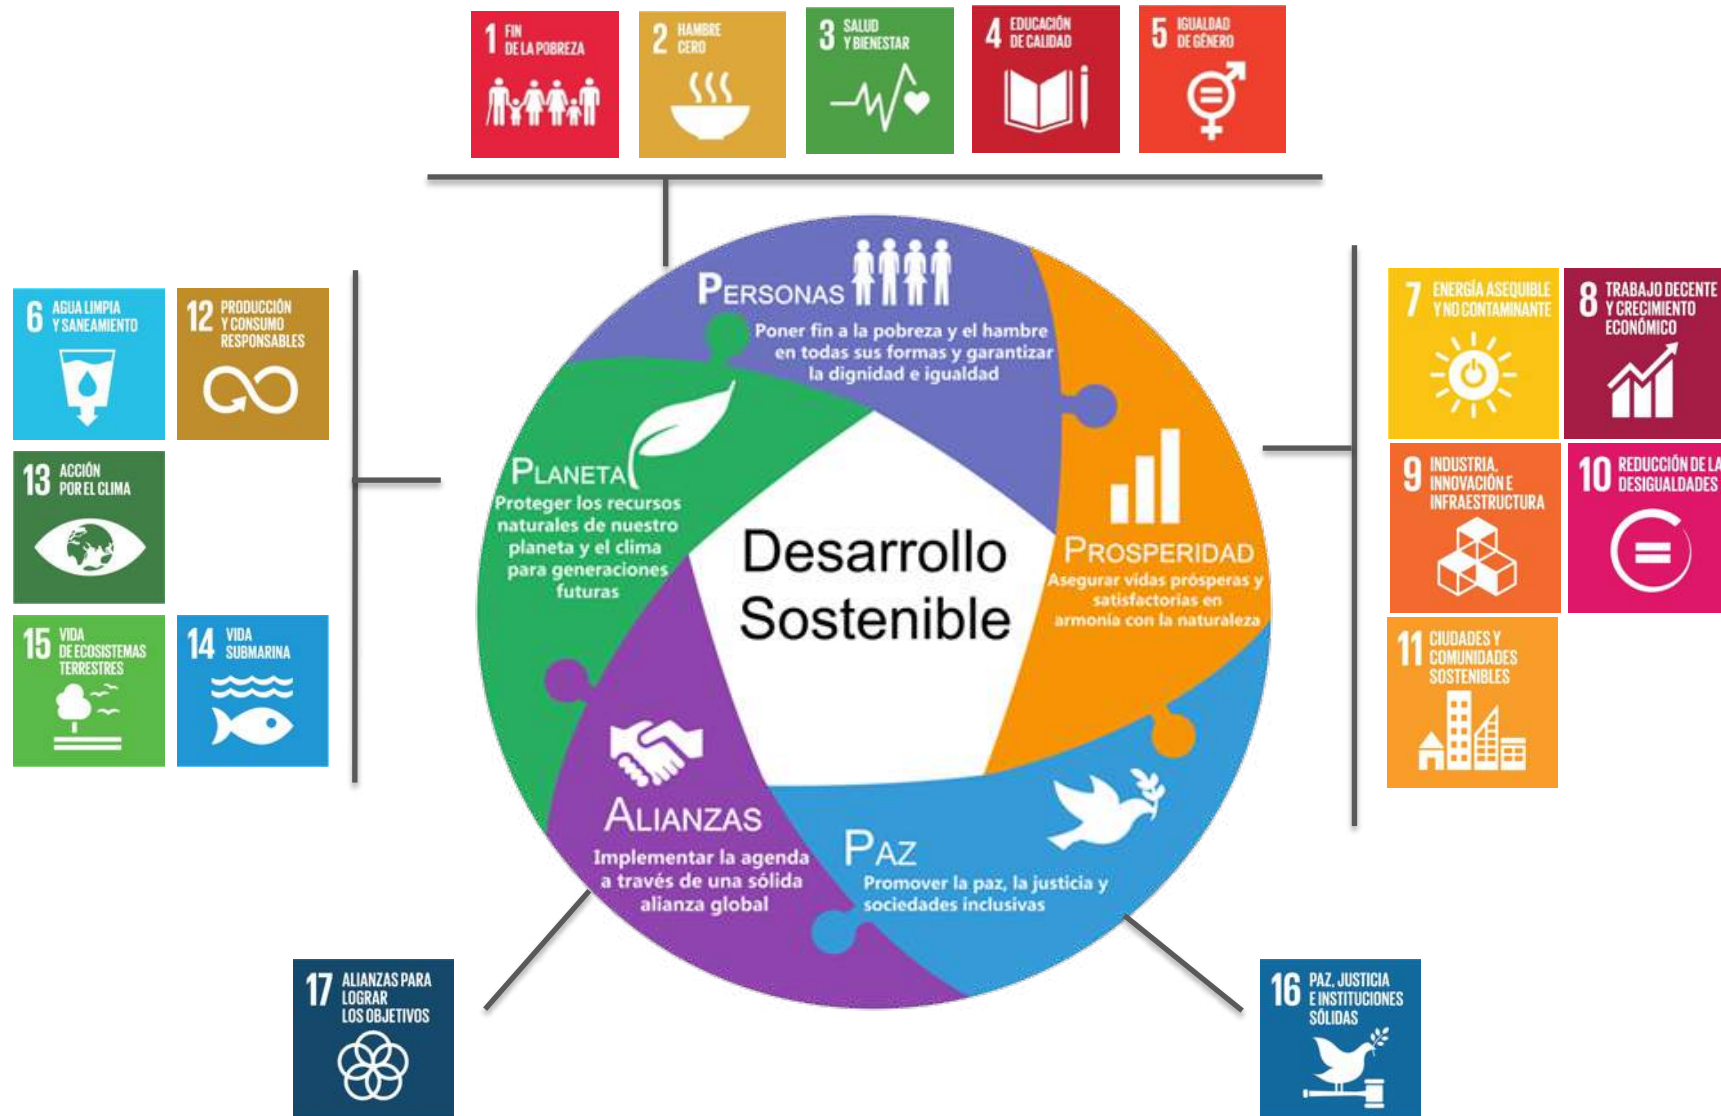 1 FIN
DE LA POBREZA
2 HAMBRE
CERO
3 SALUD
Y BIENESTAR
4 EDUCACIÓN
DE CALIDAD
5 IGUALDAD
DE GÉNERO
6 AGUA LIMPIA
Y SANEAMIENTO
12 PRODUCCIÓN
Y CONSUMO
RESPONSABLES
13 ACCIÓN
POR EL CLIMA
15 VIDA
DE ECOSISTEMAS
TERRESTRES
14 VIDA
SUBMARINA
PERSONAS
Poner fin a la pobreza y el hambre
en todas sus formas y garantizar
la dignidad e igualdad
PLANETA
Proteger los recursos
naturales de nuestro
planeta y el clima
para generaciones
futuras
Desarrollo
Sostenible
PROSPERIDAD
Asegurar vidas prósperas y
satisfactorias en
armonía con la naturaleza
ALIANZAS
Implementar la agenda
a través de una sólida
alianza global
PAZ
Promover la paz, la justicia y
sociedades inclusivas
7 ENERGÍA ASEQUIBLE
Y NO CONTAMINANTE
8 TRABAJO DECENTE
Y CRECIMIENTO
ECONÓMICO
9 INDUSTRIA,
INNOVACIÓN E
INFRAESTRUCTURA
10 REDUCCIÓN DE LA
DESIGUALDADES
11 CIUDADES Y
COMUNIDADES
SOSTENIBLES
17 ALIANZAS PARA
LOGRAR
LOS OBJETIVOS
16 PAZ, JUSTICIA
E INSTITUCIONES
SÓLIDAS